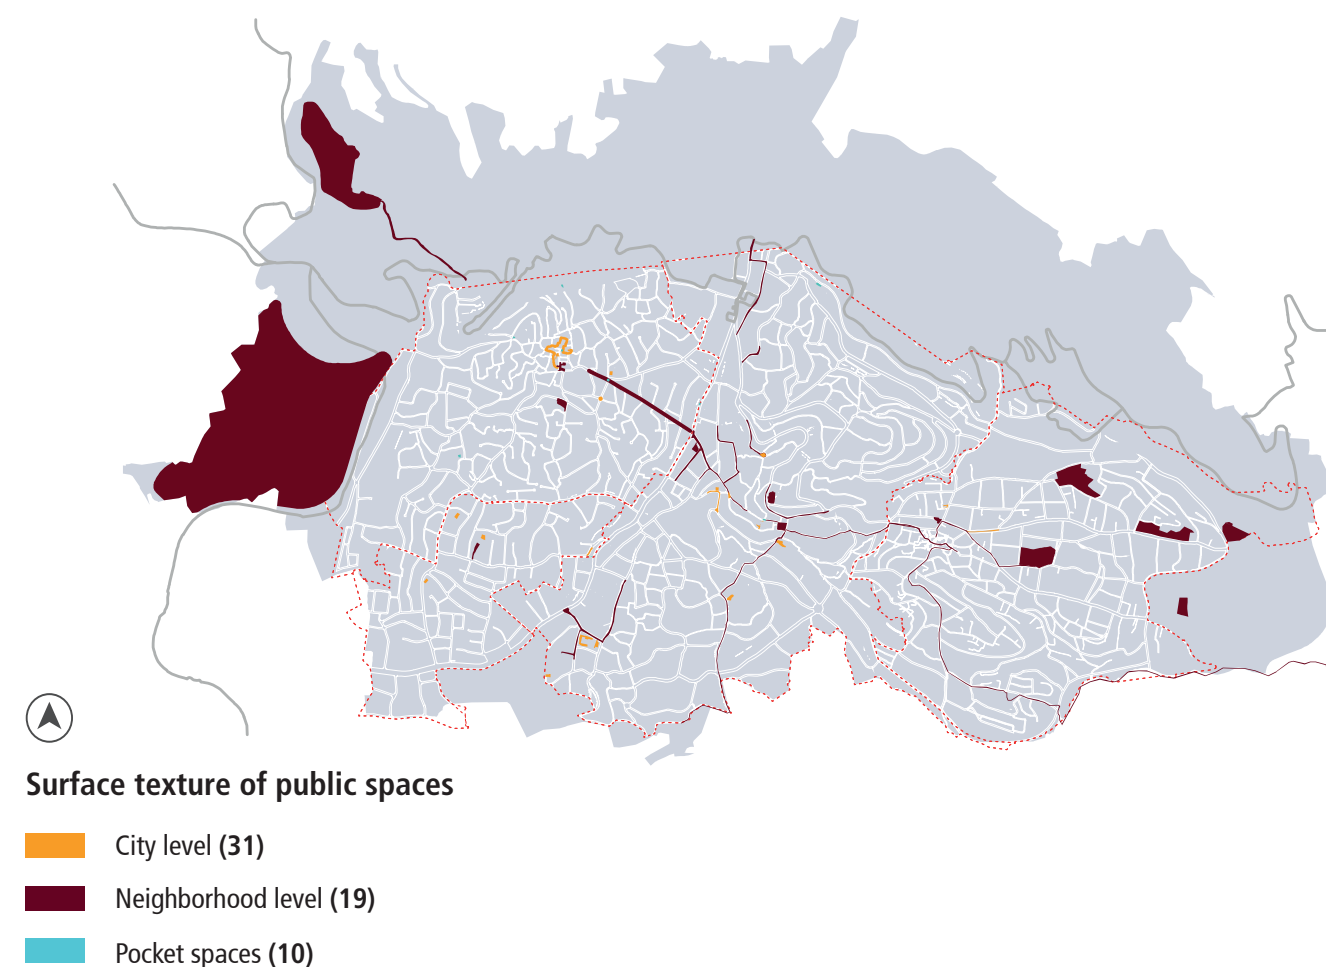 Surface texture of public spaces
City level (31)
Neighborhood level (19)
Pocket spaces (10)